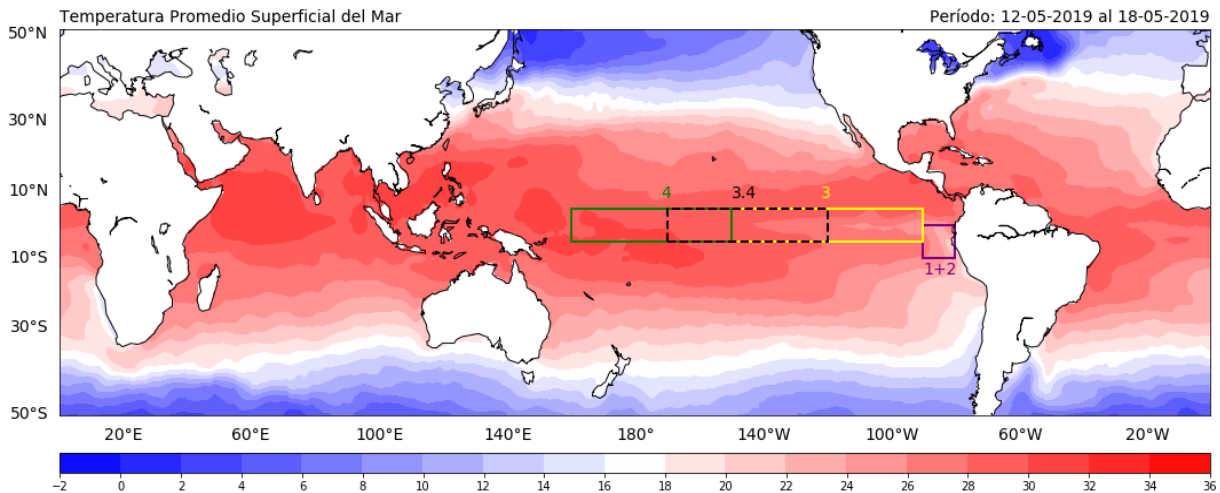 Temperatura Promedio Superficial del Mar
Período: 12-05-2019 al 18-05-2019
50°N
30°N
10°N
10°S
30°S
50°S
4
3.4
3
1+2
20°E 60°E 100°E 140°E 180° 140°W 100°W 60°W 20°W
−2 0 2 4 6 8 10 12 14 16 18 20 22 24 26 28 30 32 34 36